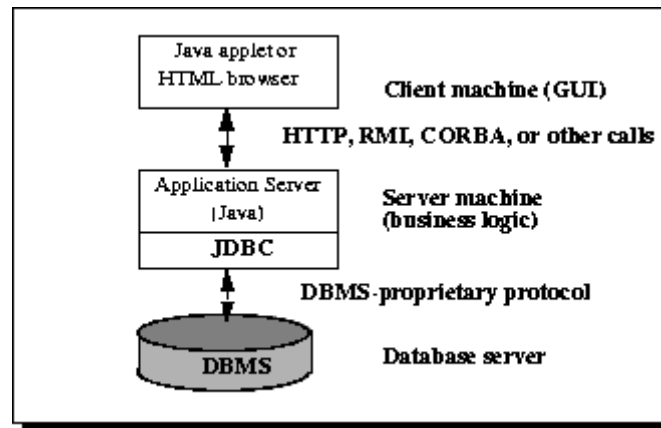 Java applet or
HTML browser
Client machine (GUI)
HTTP, RMI, CORBA, or other calls
Application Server
(Java)
Server machine
(business logic)
JDBC
DBMS-proprietary protocol
DBMS
Database server